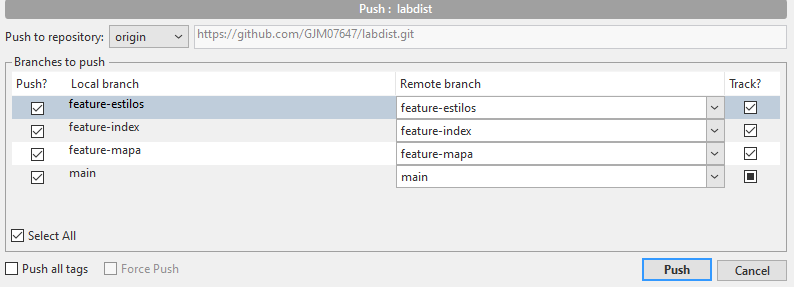 Push : labdist
Push to repository: origin https://github.com/GJM07647/labdist.git
Branches to push
Push? Local branch Remote branch Track?
feature-estilos feature-estilos
feature-index feature-index
feature-mapa feature-mapa
main main
Select All
Push all tags Force Push Push Cancel